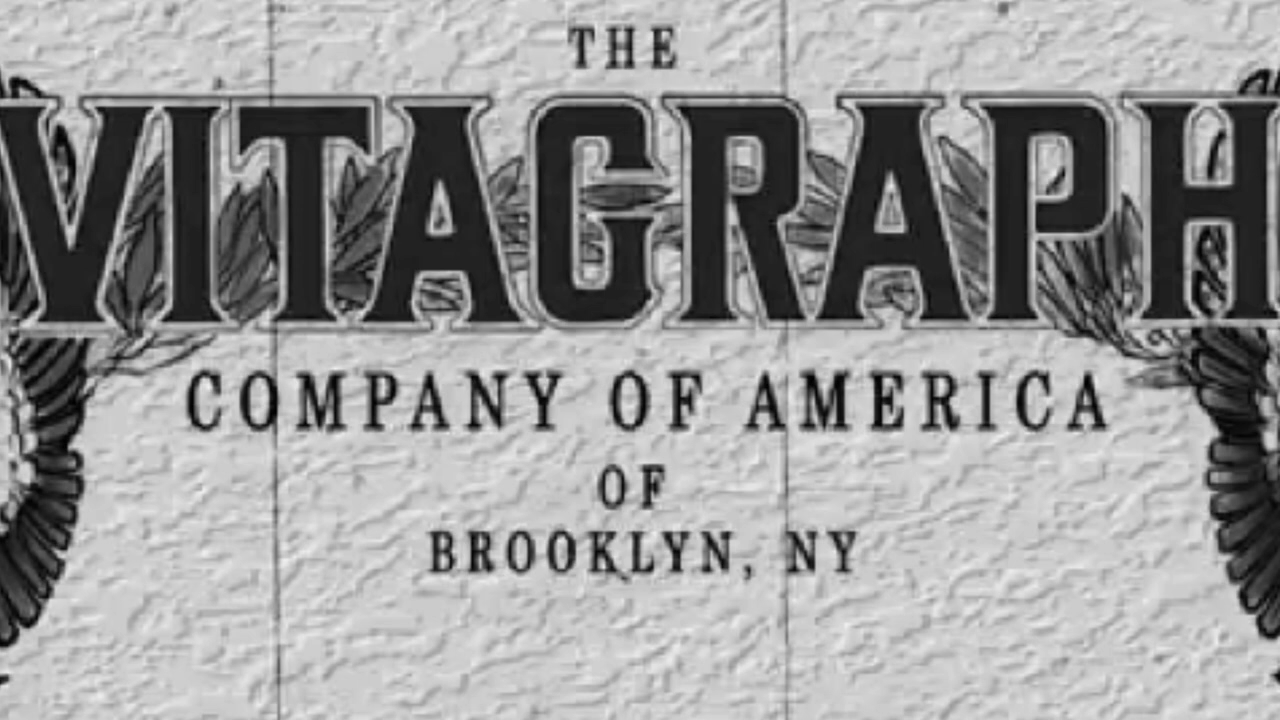 THE
VITAGRAPH
COMPANY OF AMERICA
OF
BROOKLYN, NY